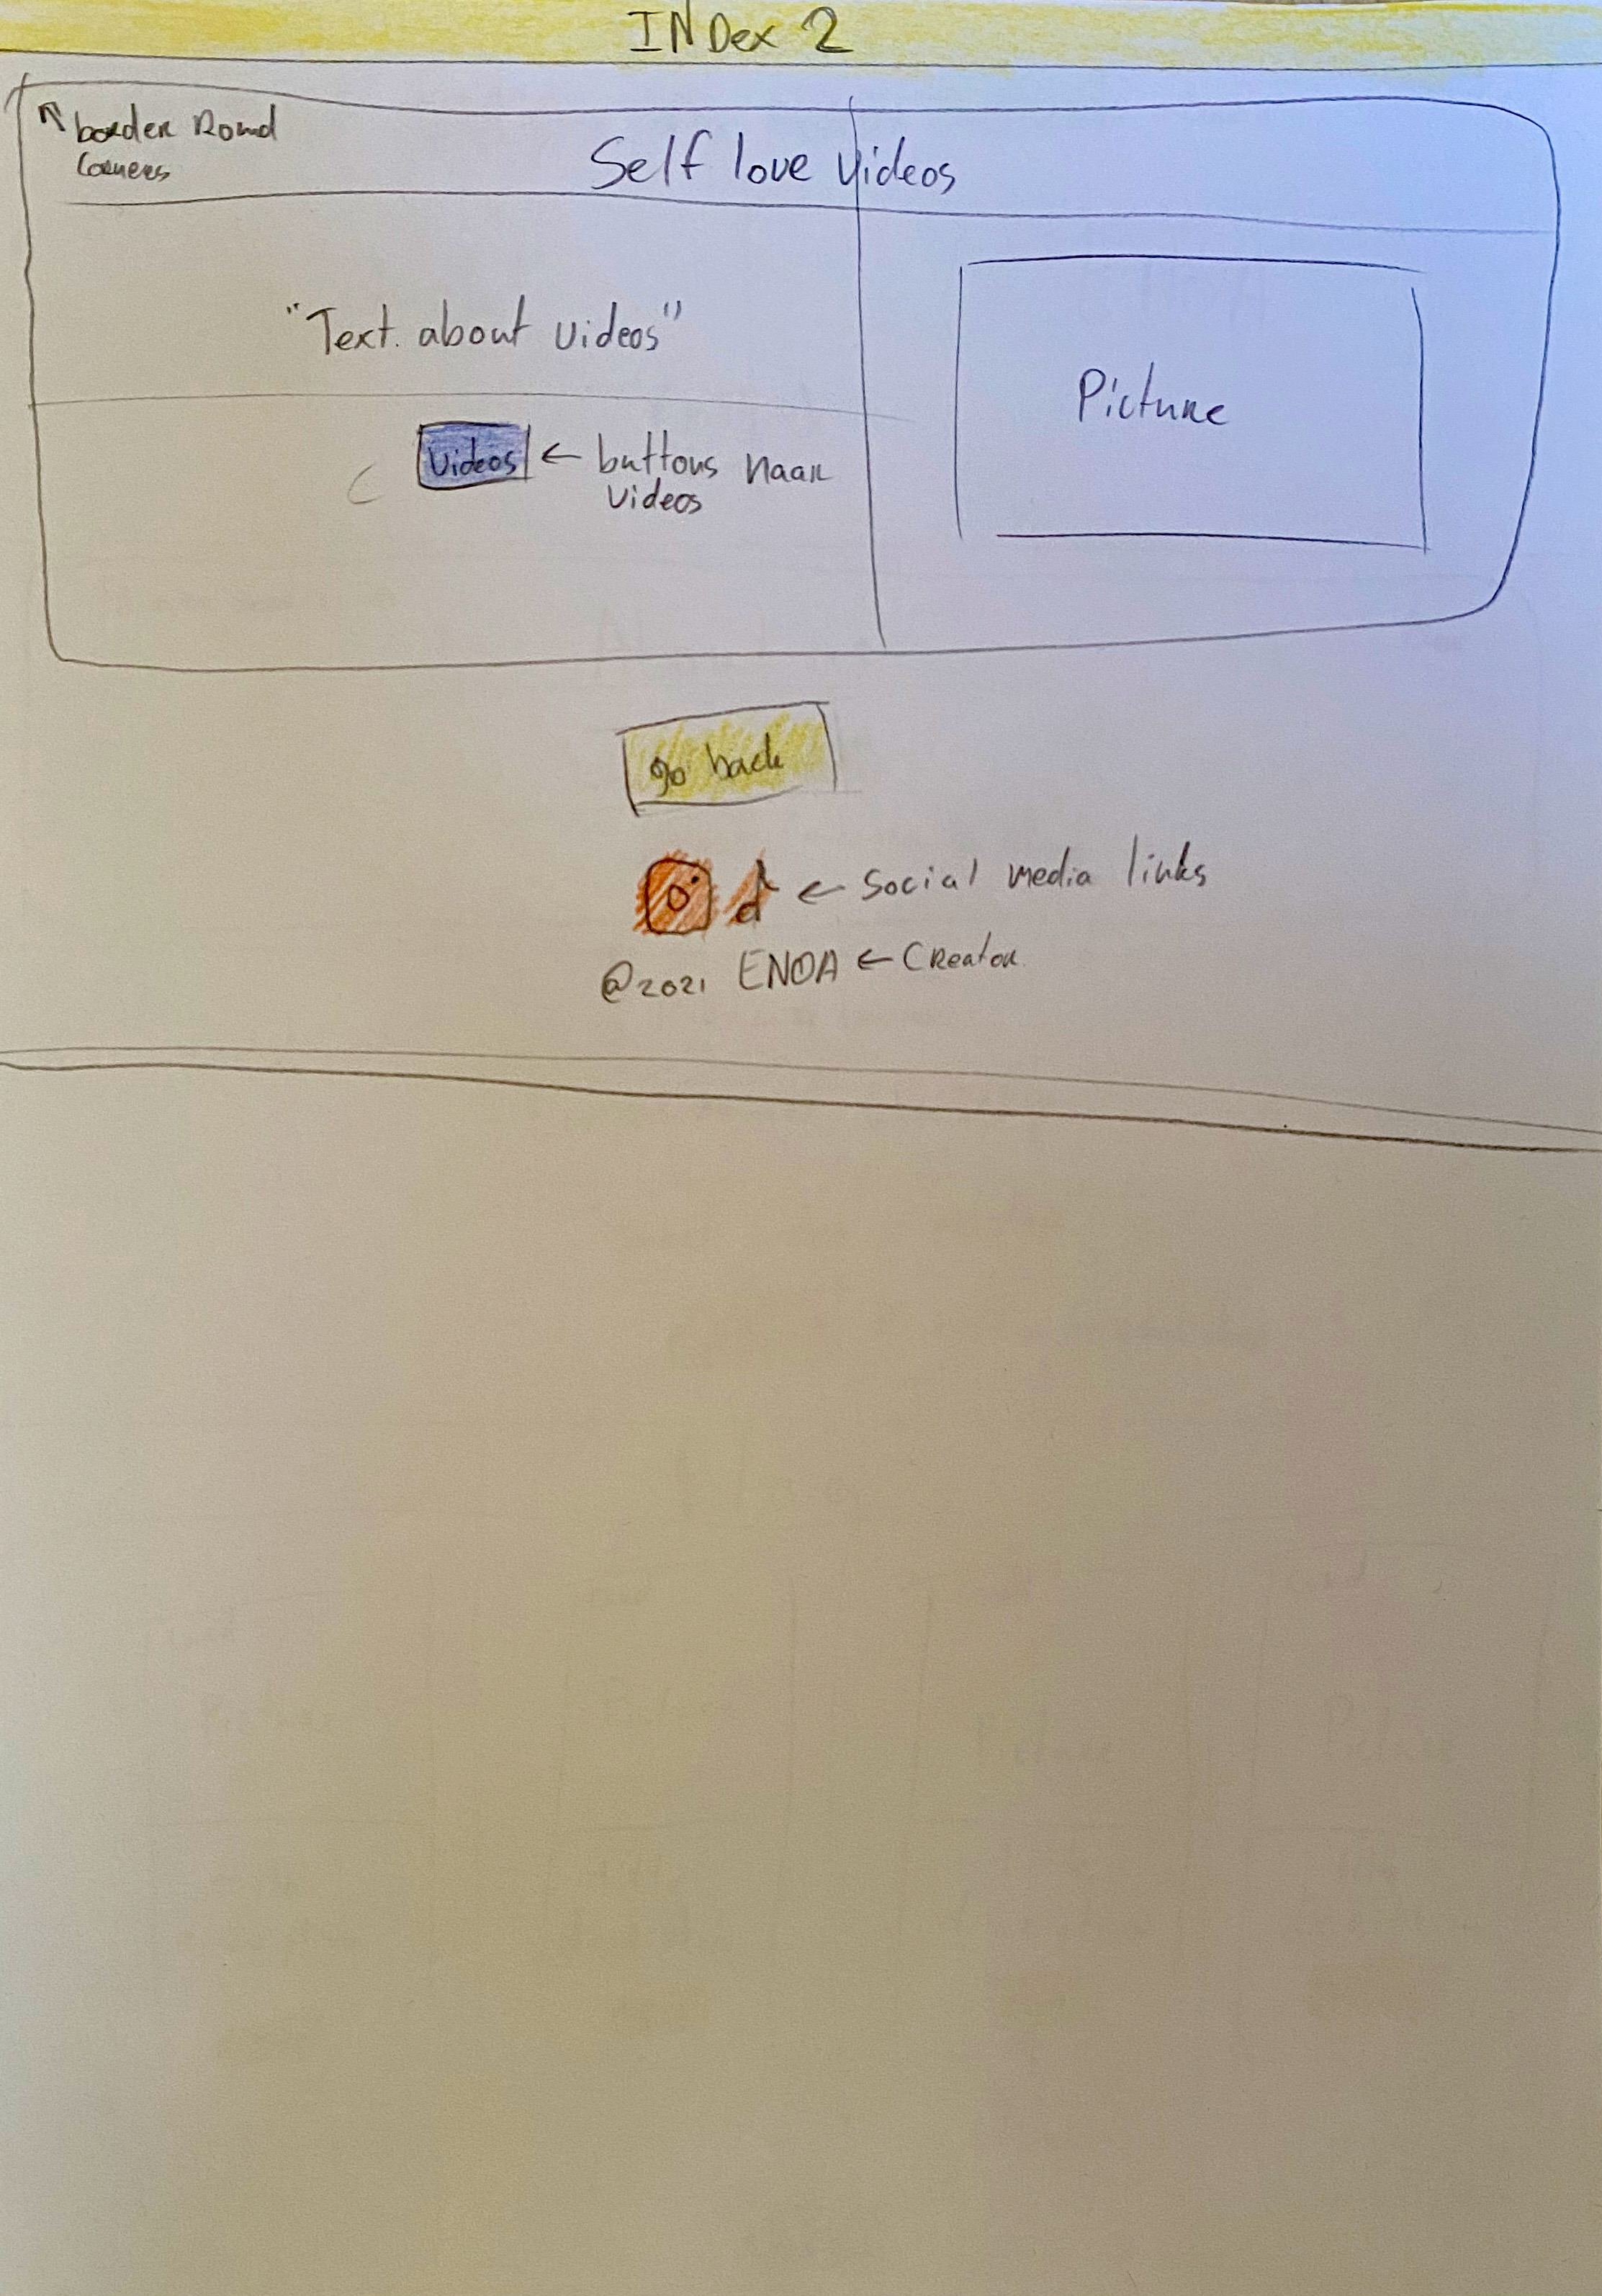 INDex 2
border Round
Corners
Self love Videos
"Text. about videos"
Picture
Videos ← buttons naar
videos
go back
← social media links
@2021 ENOA ← Creator